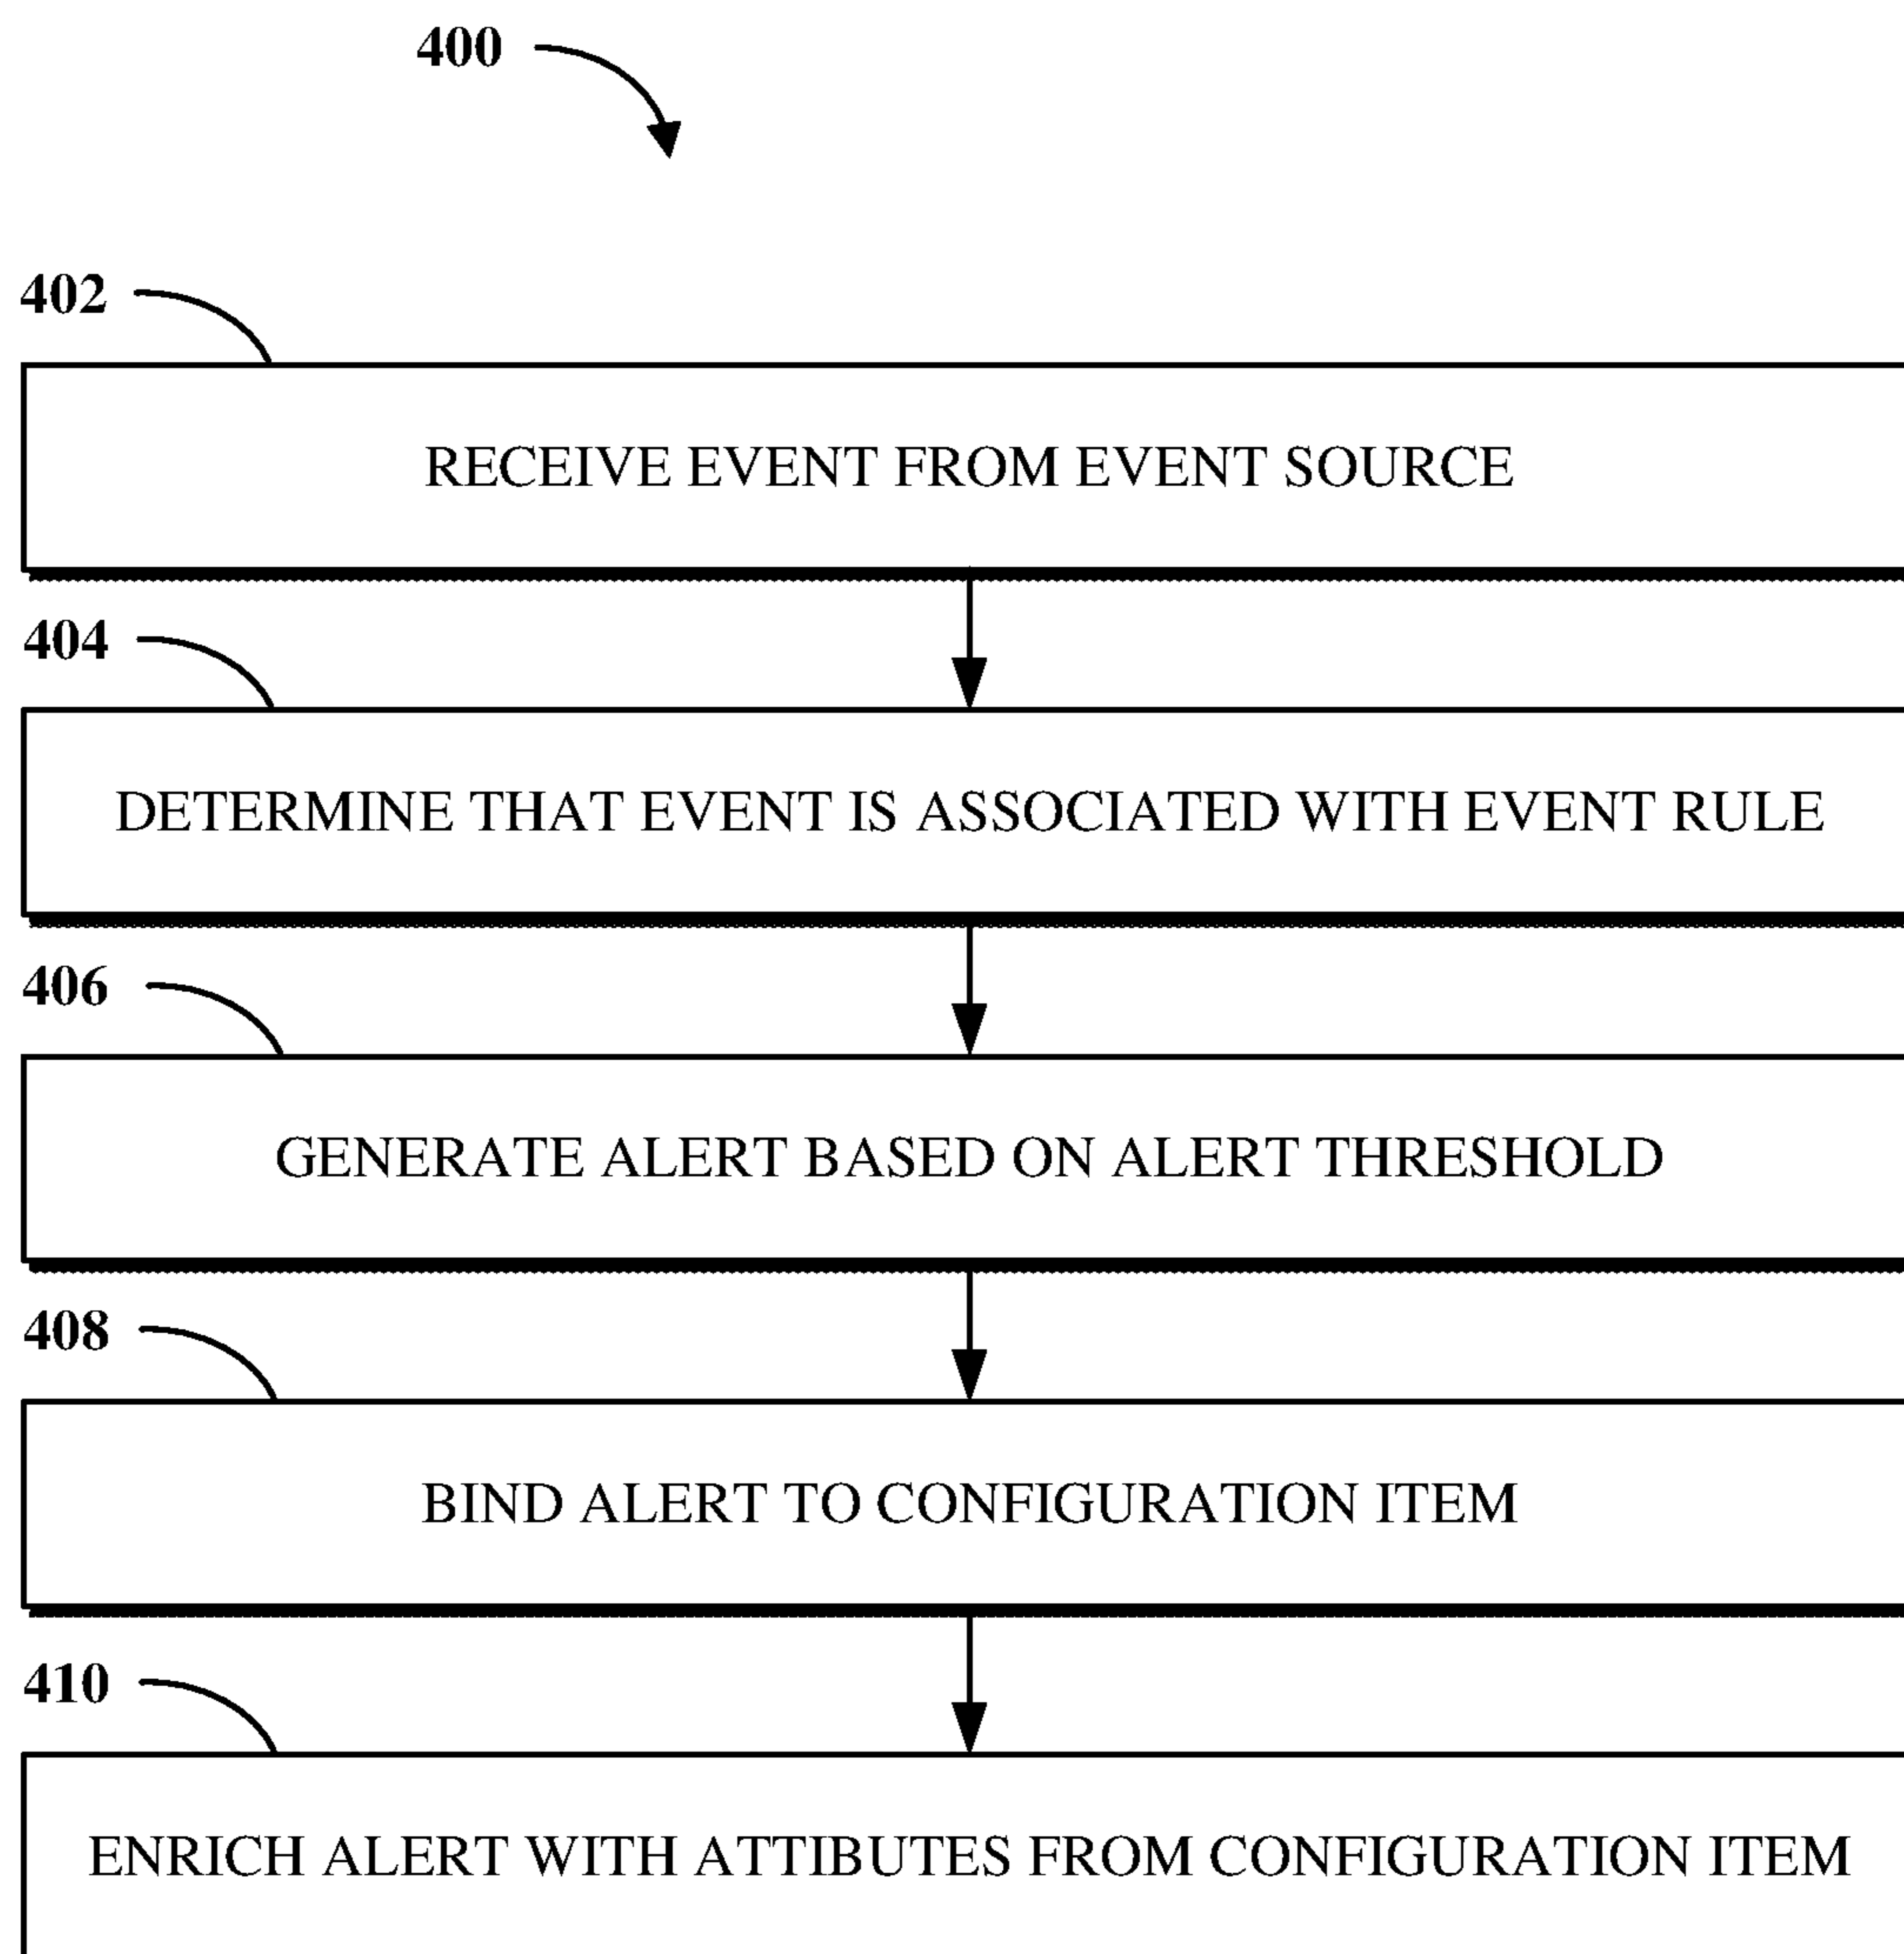 400
402
RECEIVE EVENT FROM EVENT SOURCE
404
DETERMINE THAT EVENT IS ASSOCIATED WITH EVENT RULE
406
GENERATE ALERT BASED ON ALERT THRESHOLD
408
BIND ALERT TO CONFIGURATION ITEM
410
ENRICH ALERT WITH ATTIBUTES FROM CONFIGURATION ITEM